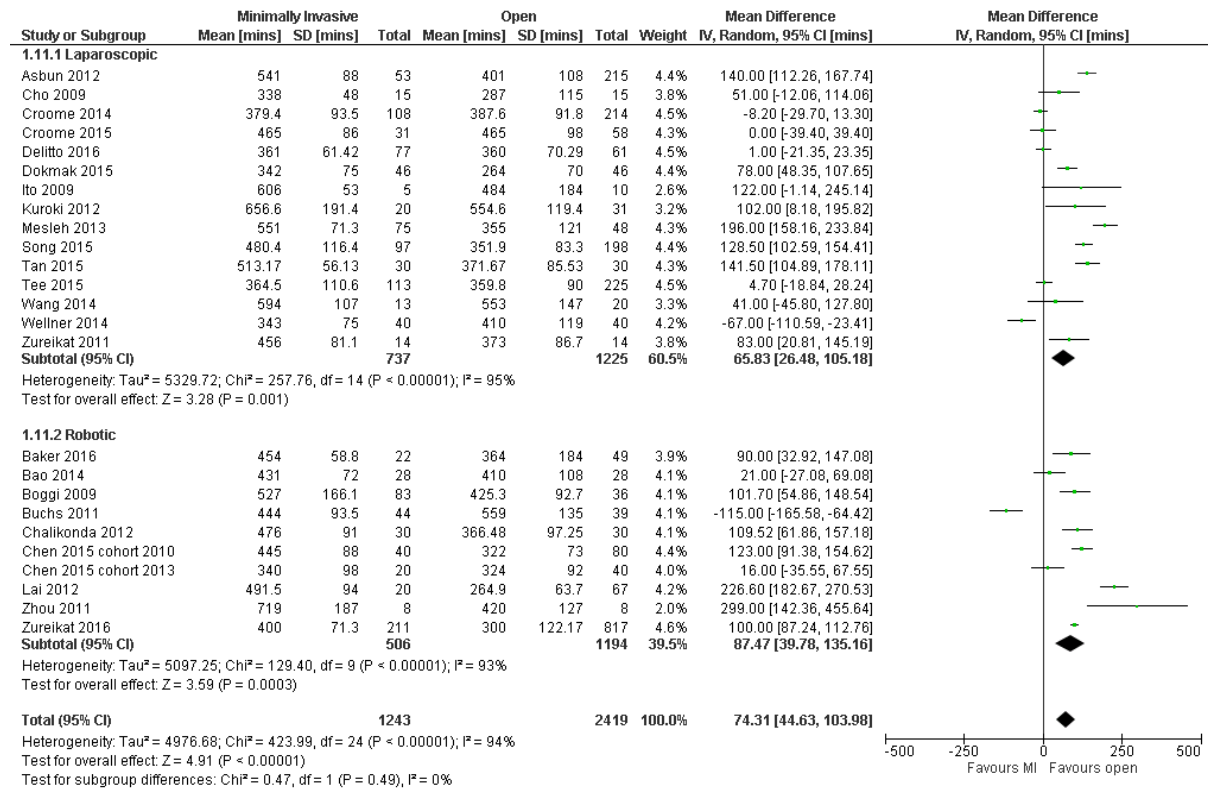 Minimally Invasive Open Mean Difference Mean Difference
Study or Subgroup Mean [mins] SD [mins] Total Mean [mins] SD [mins] Total Weight IV, Random, 95% CI [mins] IV, Random, 95% CI [mins]
1.11.1 Laparoscopic
Asbun 2012 541 88 53 401 108 215 4.4% 140.00 [112.26, 167.74]
Cho 2009 338 48 15 287 115 15 3.8% 51.00 [-12.06, 114.06]
Croome 2014 379.4 93.5 108 387.6 91.8 214 4.5% -8.20 [-29.70, 13.30]
Croome 2015 465 86 31 465 98 58 4.3% 0.00 [-39.40, 39.40]
Delitto 2016 361 61.42 77 360 70.29 61 4.5% 1.00 [-21.35, 23.35]
Dokmak 2015 342 75 46 264 70 46 4.4% 78.00 [48.35, 107.65]
Ito 2009 606 53 5 484 184 10 2.6% 122.00 [-1.14, 245.14]
Kuroki 2012 656.6 191.4 20 554.6 119.4 31 3.2% 102.00 [8.18, 195.82]
Mesleh 2013 551 71.3 75 355 121 48 4.3% 196.00 [158.16, 233.84]
Song 2015 480.4 116.4 97 351.9 83.3 198 4.4% 128.50 [102.59, 154.41]
Tan 2015 513.17 56.13 30 371.67 85.53 30 4.3% 141.50 [104.89, 178.11]
Tee 2015 364.5 110.6 113 359.8 90 225 4.5% 4.70 [-18.84, 28.24]
Wang 2014 594 107 13 553 147 20 3.3% 41.00 [-45.80, 127.80]
Wellner 2014 343 75 40 410 119 40 4.2% -67.00 [-110.59, -23.41]
Zureikat 2011 456 81.1 14 373 86.7 14 3.8% 83.00 [20.81, 145.19]
Subtotal (95% CI) 737 1225 60.5% 65.83 [26.48, 105.18]
Heterogeneity: Tau² = 5329.72; Chi² = 257.76, df = 14 (P < 0.00001); I² = 95%
Test for overall effect: Z = 3.28 (P = 0.001)
1.11.2 Robotic
Baker 2016 454 58.8 22 364 184 49 3.9% 90.00 [32.92, 147.08]
Bao 2014 431 72 28 410 108 28 4.1% 21.00 [-27.08, 69.08]
Boggi 2009 527 166.1 83 425.3 92.7 36 4.1% 101.70 [54.86, 148.54]
Buchs 2011 444 93.5 44 559 135 39 4.1% -115.00 [-165.58, -64.42]
Chalikonda 2012 476 91 30 366.48 97.25 30 4.1% 109.52 [61.86, 157.18]
Chen 2015 cohort 2010 445 88 40 322 73 80 4.4% 123.00 [91.38, 154.62]
Chen 2015 cohort 2013 340 98 20 324 92 40 4.1% 16.00 [-35.55, 67.55]
Lai 2012 491.5 94 20 264.9 63.7 67 4.2% 226.60 [182.67, 270.53]
Zhou 2011 719 187 8 420 127 8 2.0% 299.00 [142.36, 455.64]
Zureikat 2016 400 71.3 211 300 122.17 817 4.6% 100.00 [87.24, 112.76]
Subtotal (95% CI) 506 1194 39.5% 87.47 [39.78, 135.16]
Heterogeneity: Tau² = 5097.25; Chi² = 129.40, df = 9 (P < 0.00001); I² = 93%
Test for overall effect: Z = 3.59 (P = 0.0003)
Total (95% CI) 1243 2419 100.0% 74.31 [44.63, 103.98]
Heterogeneity: Tau² = 4976.68; Chi² = 423.99, df = 24 (P < 0.00001); I² = 94%
Test for overall effect: Z = 4.91 (P < 0.00001)
Test for subgroup differences: Chi² = 0.47, df = 1 (P = 0.49), I² = 0%
-500 -250 0 250 500
Favours MI Favours open